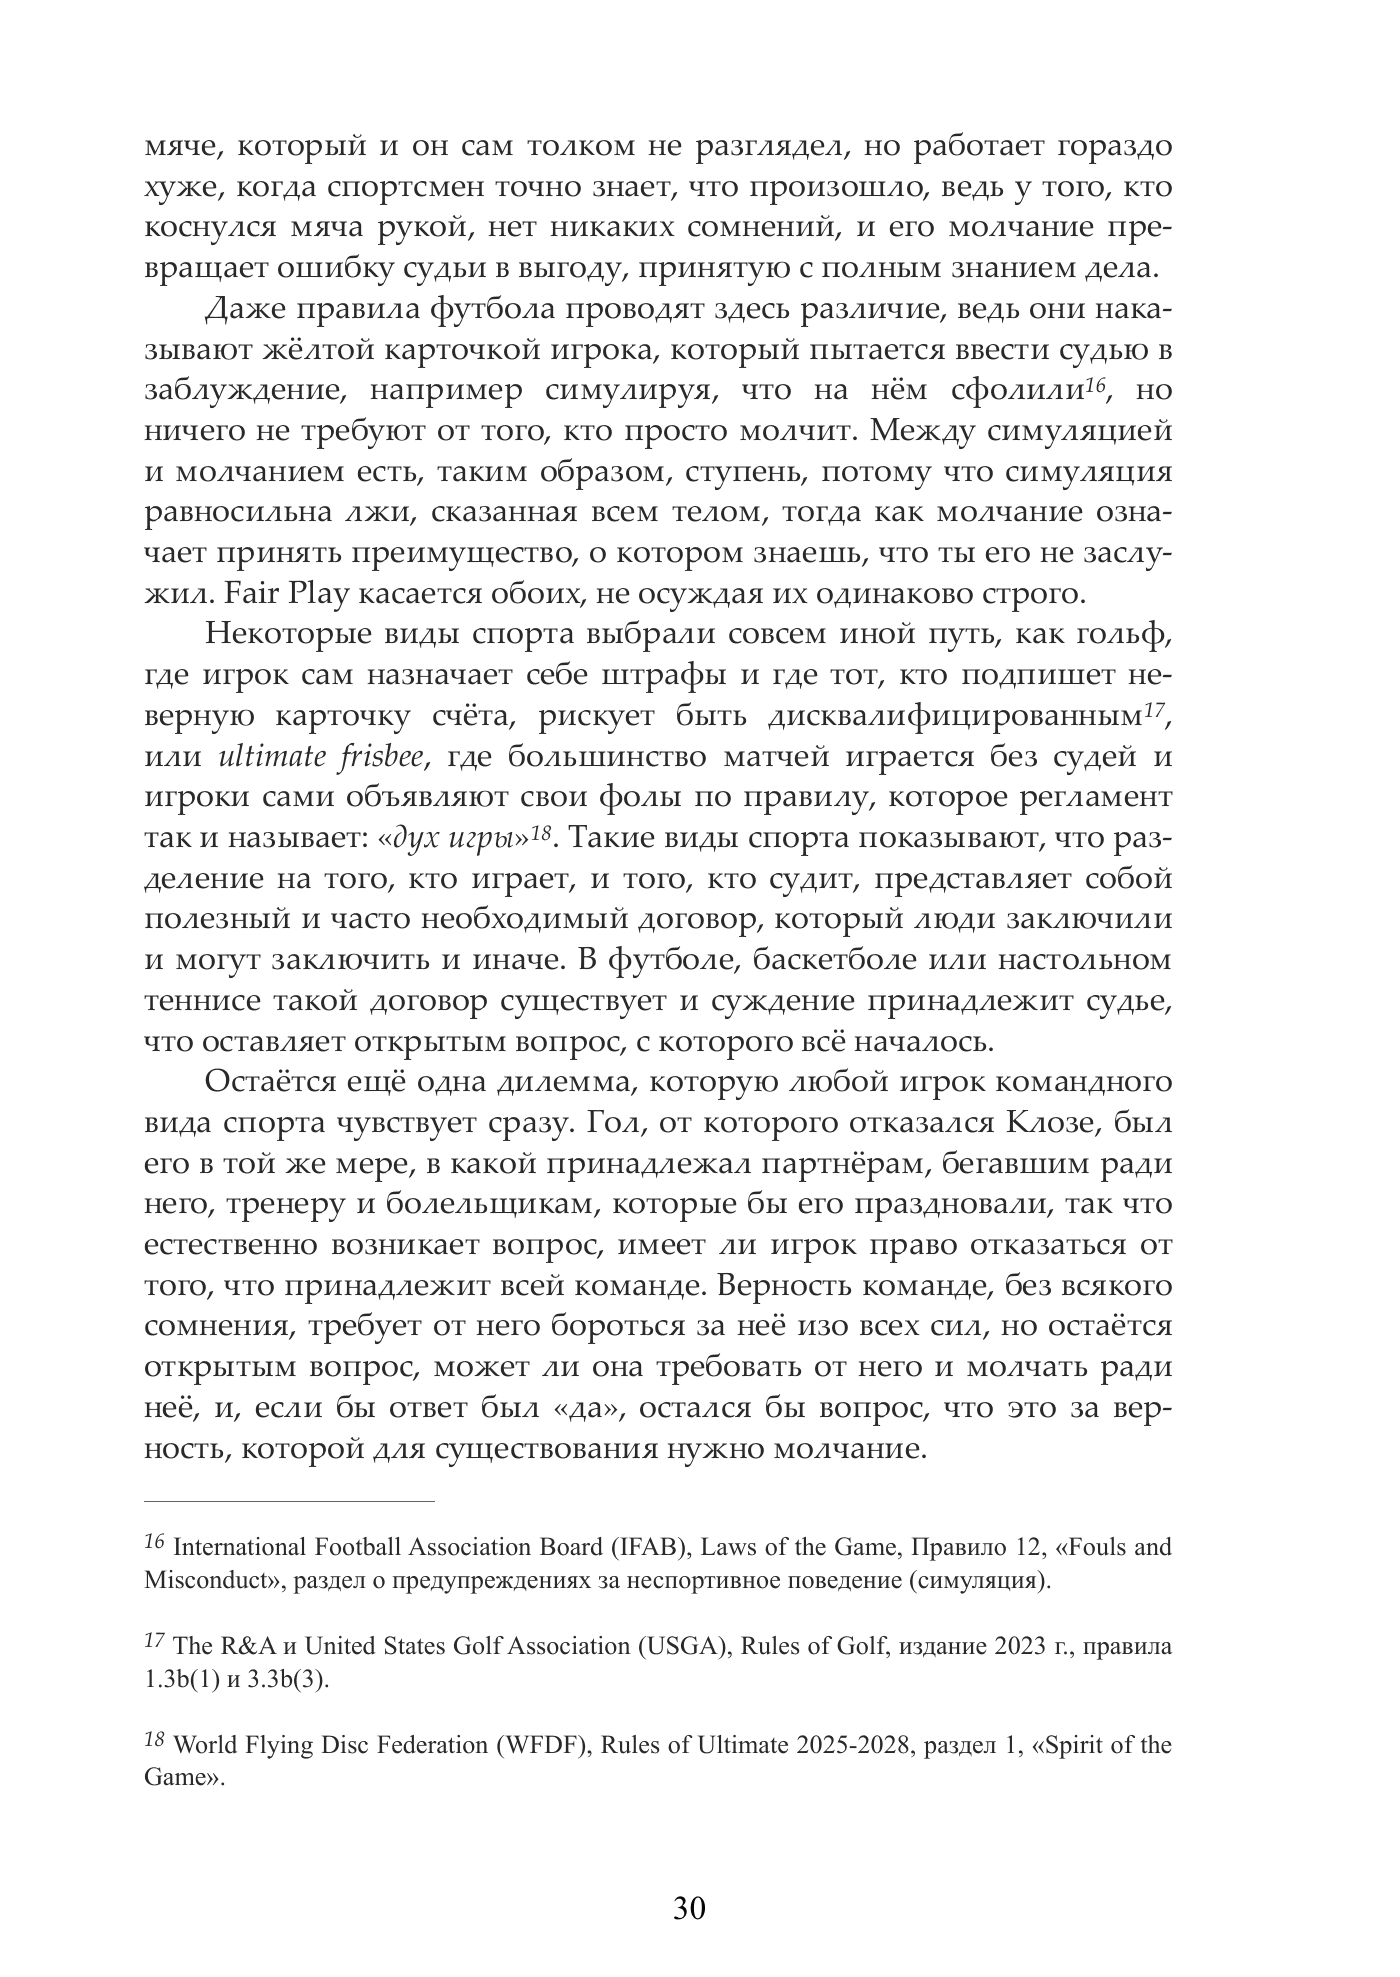 мяче, который и он сам толком не разглядел, но работает гораздо
хуже, когда спортсмен точно знает, что произошло, ведь у того, кто
коснулся мяча рукой, нет никаких сомнений, и его молчание пре-
вращает ошибку судьи в выгоду, принятую с полным знанием дела.
Даже правила футбола проводят здесь различие, ведь они нака-
зывают жёлтой карточкой игрока, который пытается ввести судью в
заблуждение, например симулируя, что на нём сфолили16, но
ничего не требуют от того, кто просто молчит. Между симуляцией
и молчанием есть, таким образом, ступень, потому что симуляция
равносильна лжи, сказанная всем телом, тогда как молчание озна-
чает принять преимущество, о котором знаешь, что ты его не заслу-
жил. Fair Play касается обоих, не осуждая их одинаково строго.
Некоторые виды спорта выбрали совсем иной путь, как гольф,
где игрок сам назначает себе штрафы и где тот, кто подпишет не-
верную карточку счёта, рискует быть дисквалифицированным17,
или ultimate frisbee, где большинство матчей играется без судей и
игроки сами объявляют свои фолы по правилу, которое регламент
так и называет: «дух игры»18. Такие виды спорта показывают, что раз-
деление на того, кто играет, и того, кто судит, представляет собой
полезный и часто необходимый договор, который люди заключили
и могут заключить и иначе. В футболе, баскетболе или настольном
теннисе такой договор существует и суждение принадлежит судье,
что оставляет открытым вопрос, с которого всё началось.
Остаётся ещё одна дилемма, которую любой игрок командного
вида спорта чувствует сразу. Гол, от которого отказался Клозе, был
его в той же мере, в какой принадлежал партнёрам, бегавшим ради
него, тренеру и болельщикам, которые бы его праздновали, так что
естественно возникает вопрос, имеет ли игрок право отказаться от
того, что принадлежит всей команде. Верность команде, без всякого
сомнения, требует от него бороться за неё изо всех сил, но остаётся
открытым вопрос, может ли она требовать от него и молчать ради
неё, и, если бы ответ был «да», остался бы вопрос, что это за вер-
ность, которой для существования нужно молчание.
16 International Football Association Board (IFAB), Laws of the Game, Правило 12, «Fouls and
Misconduct», раздел о предупреждениях за неспортивное поведение (симуляция).
17 The R&A и United States Golf Association (USGA), Rules of Golf, издание 2023 г., правила
1.3b(1) и 3.3b(3).
18 World Flying Disc Federation (WFDF), Rules of Ultimate 2025-2028, раздел 1, «Spirit of the
Game».
30